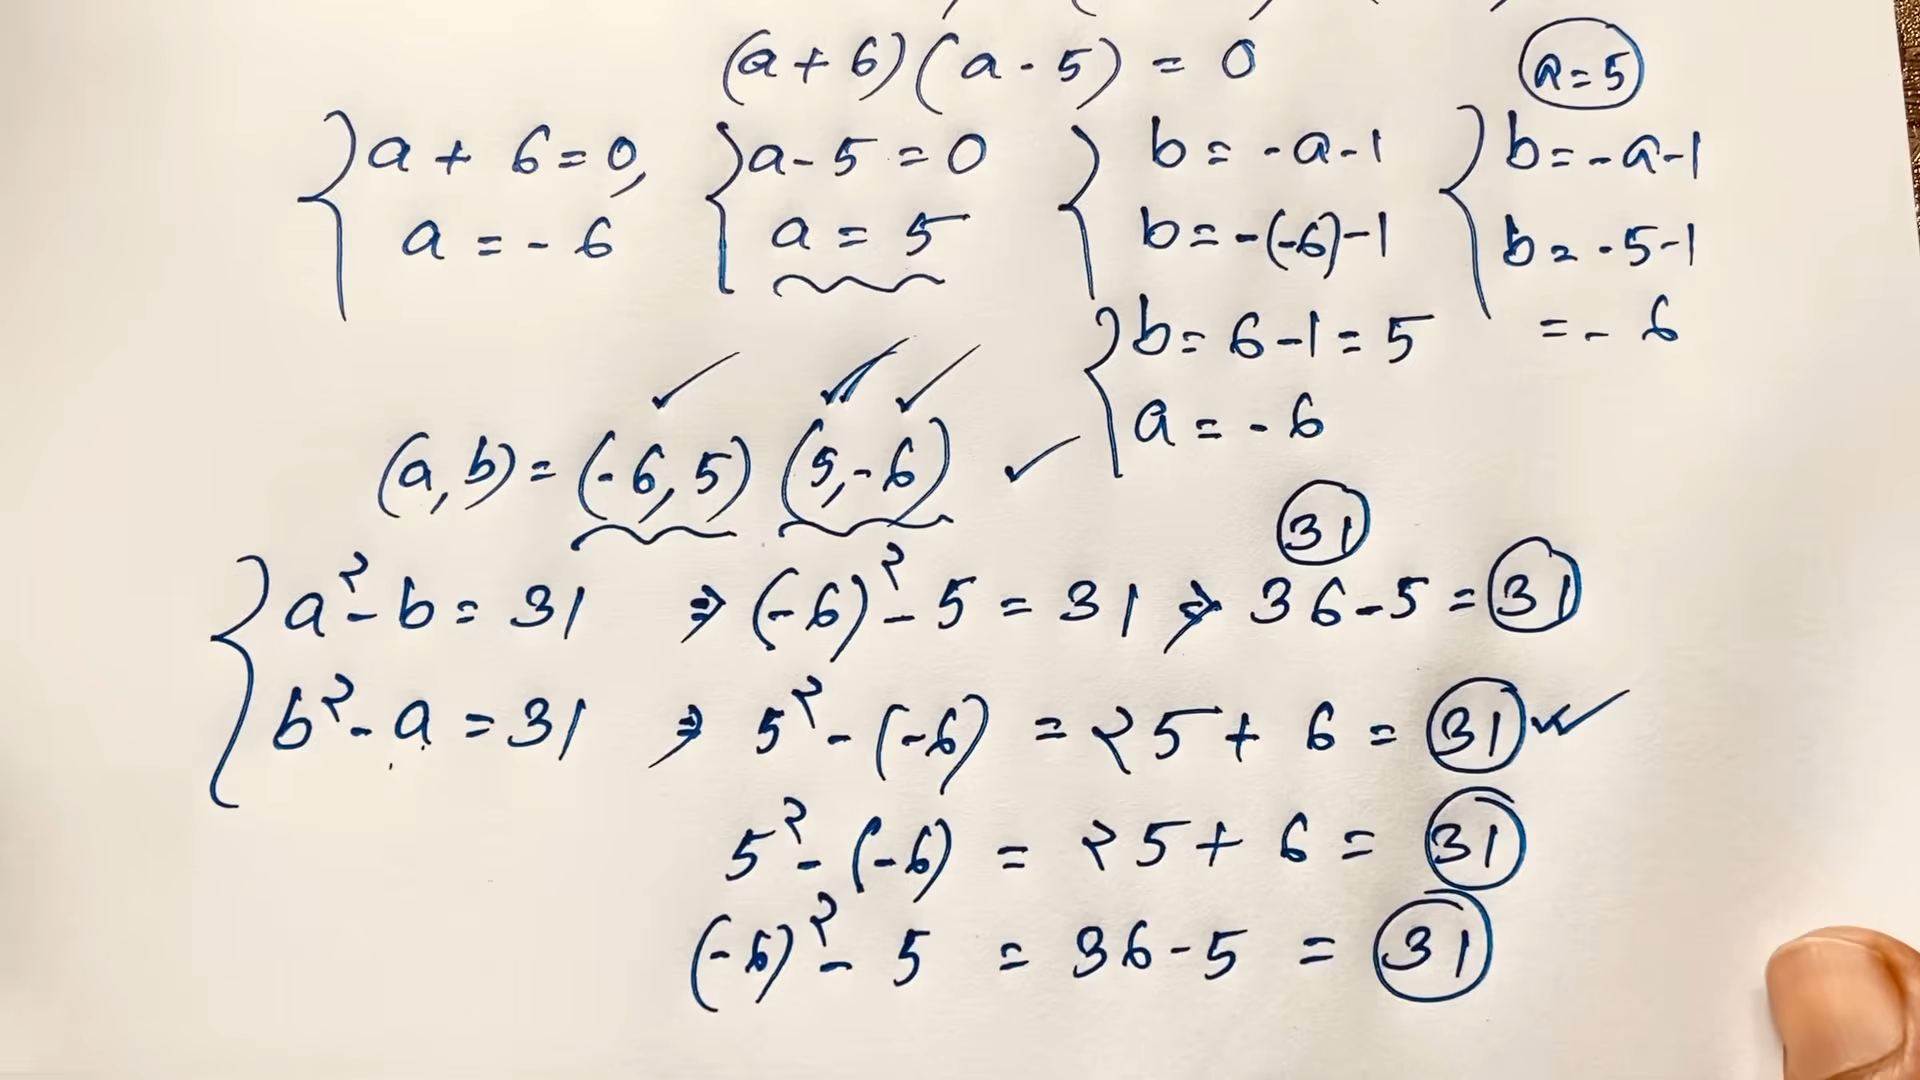 (a + 6)(a - 5) = 0
a = 5
a + 6 = 0,
a = - 6
a - 5 = 0
a = 5
b = - a - 1
b = -(-6) - 1
b = 6 - 1 = 5
a = - 6
b = - a - 1
b = - 5 - 1
= - 6
(a, b) = (-6, 5) (5, -6) ✓
31
a² - b = 31 ⇒ (-6)² - 5 = 31 ⇒ 36 - 5 = 31
b² - a = 31 ⇒ 5² - (-6) = 25 + 6 = 31 ✓
5² - (-6) = 25 + 6 = 31
(-6)² - 5 = 36 - 5 = 31